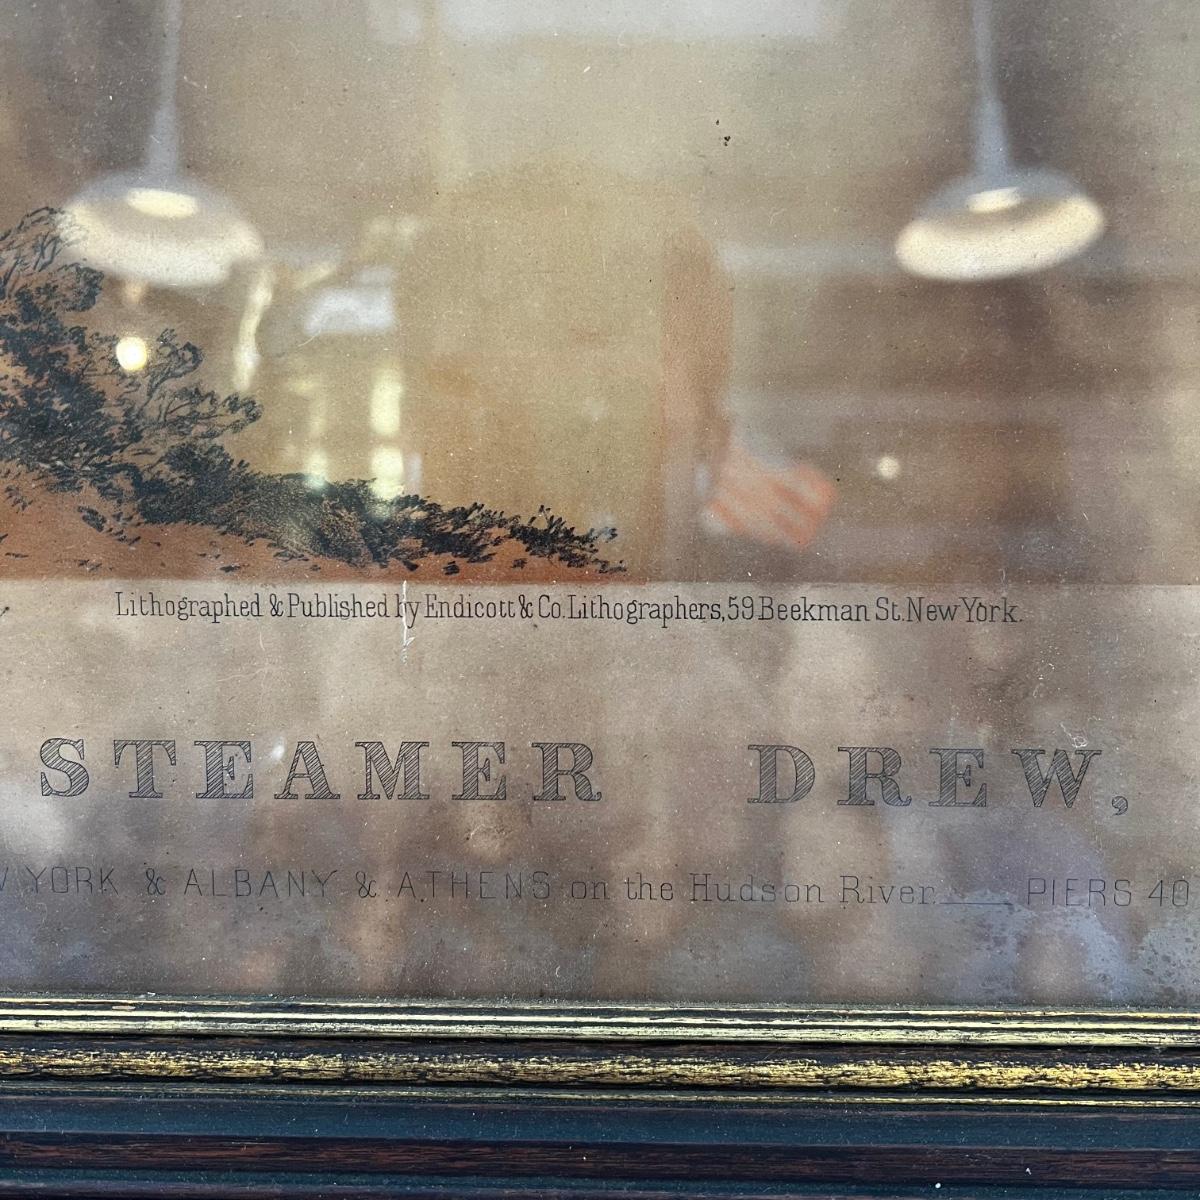 Lithographed & Published by Endicott & Co. Lithographers, 59 Beekman St. New York.
STEAMER DREW,
YORK & ALBANY & ATHENS on the Hudson River. PIERS 40